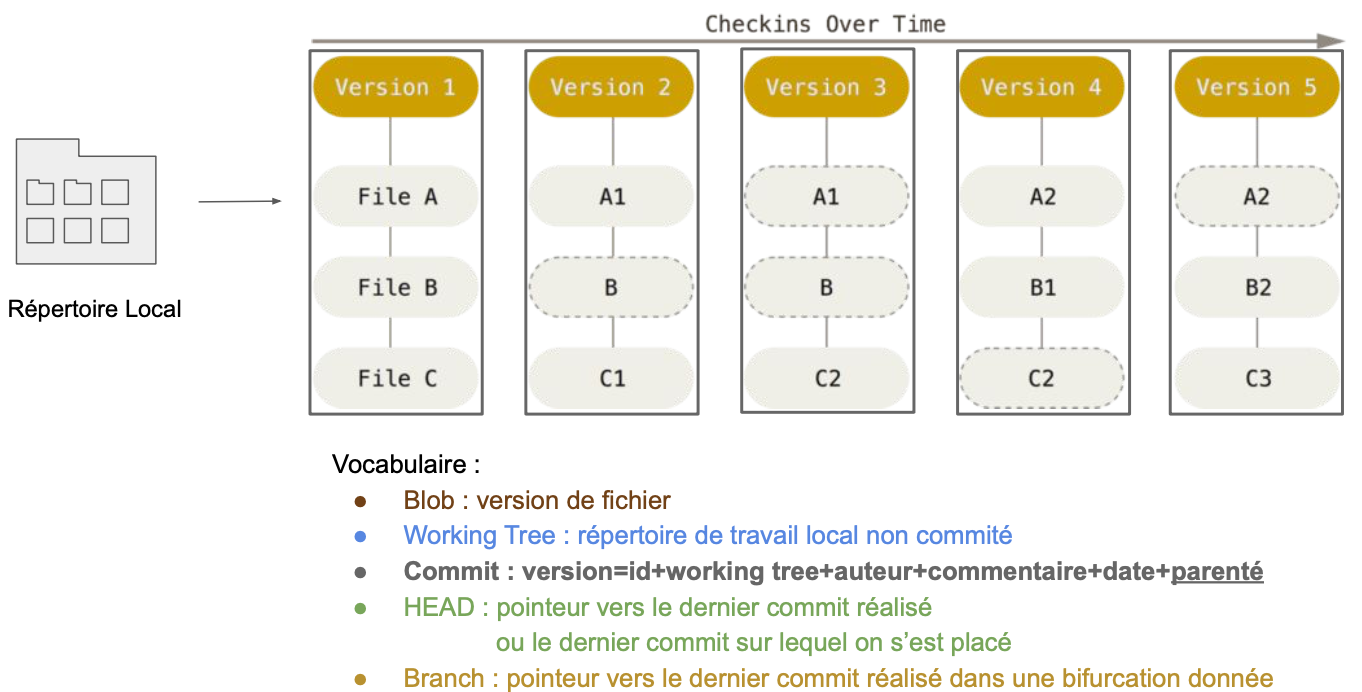 Checkins Over Time
Version 1
Version 2
Version 3
Version 4
Version 5
File A
A1
A1
A2
A2
File B
B
B
B1
B2
Répertoire Local
File C
C1
C2
C2
C3
Vocabulaire :
● Blob : version de fichier
● Working Tree : répertoire de travail local non commité
● Commit : version=id+working tree+auteur+commentaire+date+parenté
● HEAD : pointeur vers le dernier commit réalisé
ou le dernier commit sur lequel on s’est placé
● Branch : pointeur vers le dernier commit réalisé dans une bifurcation donnée